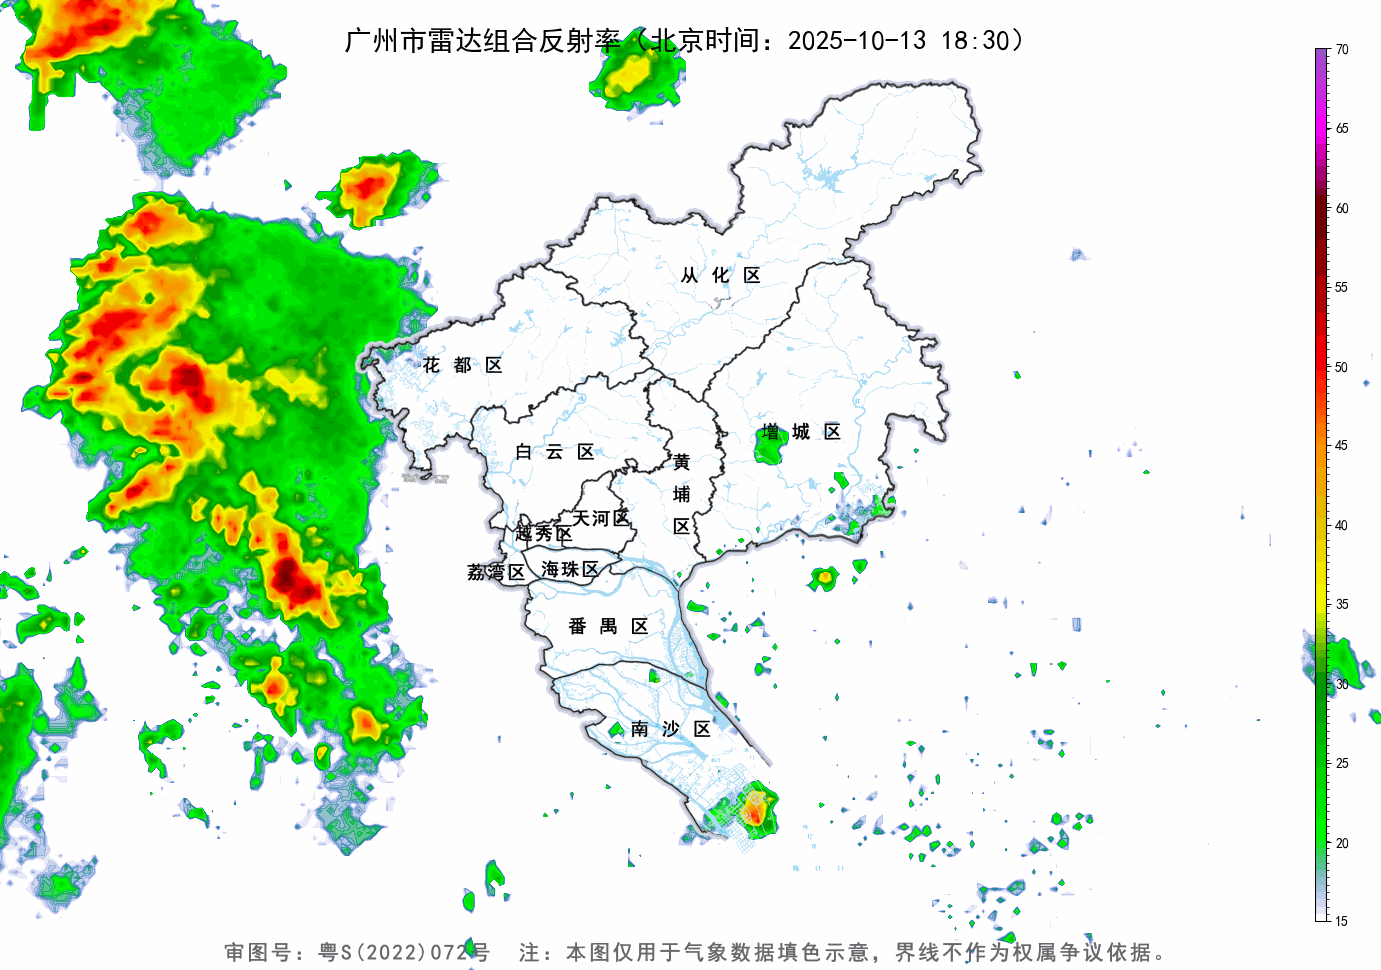 广州市雷达组合反射率（北京时间：2025-10-13 18:30）
70
65
60
55
50
45
40
35
30
25
20
15
从化区
花都区
增城区
白云区
黄埔区
天河区
越秀区
荔湾区
海珠区
番禺区
南沙区
审图号：粤S(2022)072号 注：本图仅用于气象数据填色示意，界线不作为权属争议依据。